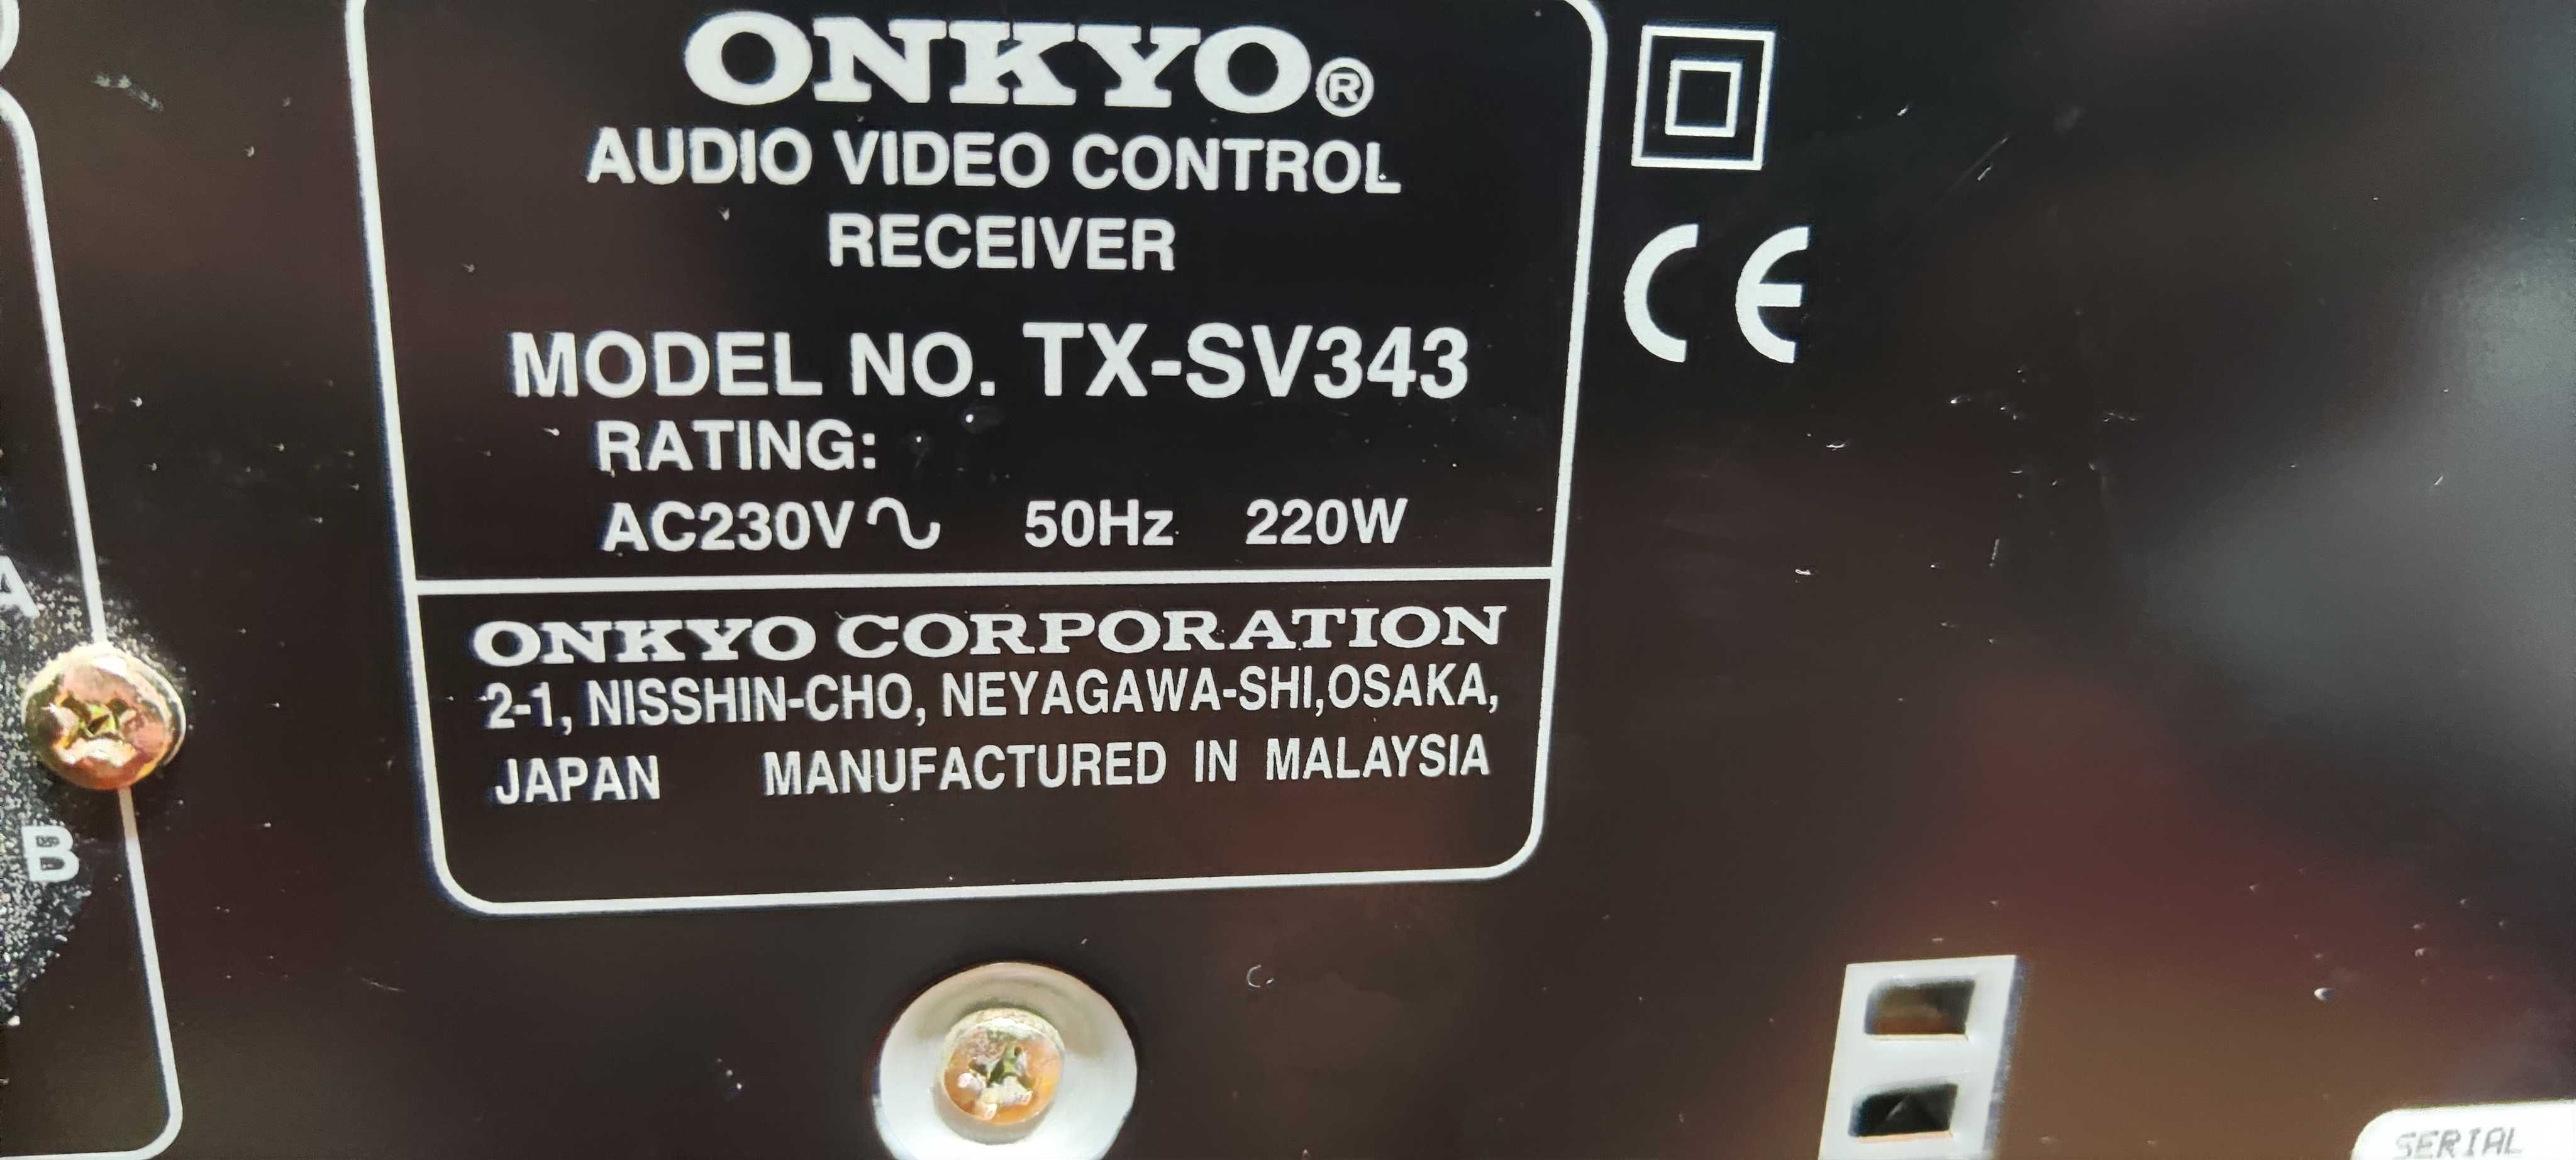 ONKYO®
AUDIO VIDEO CONTROL
RECEIVER
MODEL NO. TX-SV343
RATING:
AC230V∿ 50Hz 220W
ONKYO CORPORATION
2-1, NISSHIN-CHO, NEYAGAWA-SHI,OSAKA,
JAPAN MANUFACTURED IN MALAYSIA
CE
A
B
SERIAL